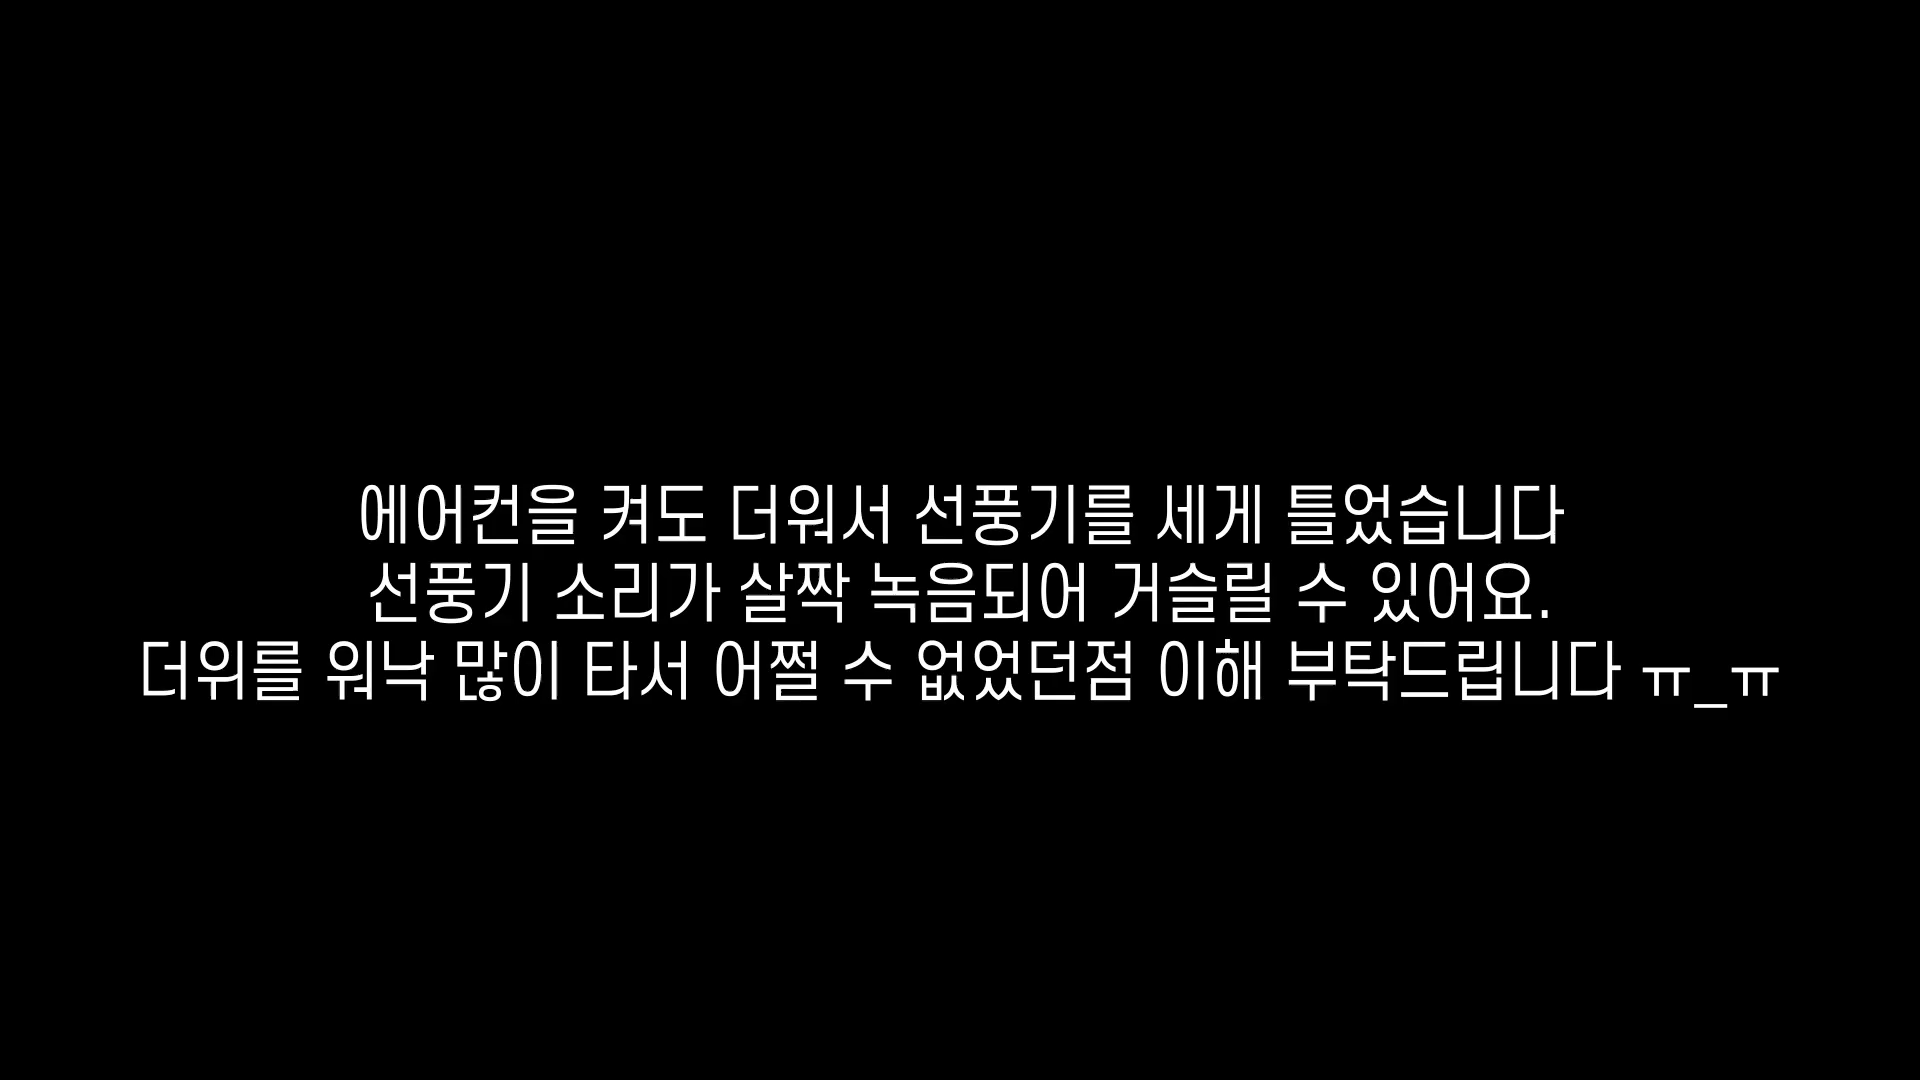 에어컨을 켜도 더워서 선풍기를 세게 틀었습니다
선풍기 소리가 살짝 녹음되어 거슬릴 수 있어요.
더위를 워낙 많이 타서 어쩔 수 없었던점 이해 부탁드립니다 ㅠ_ㅠ